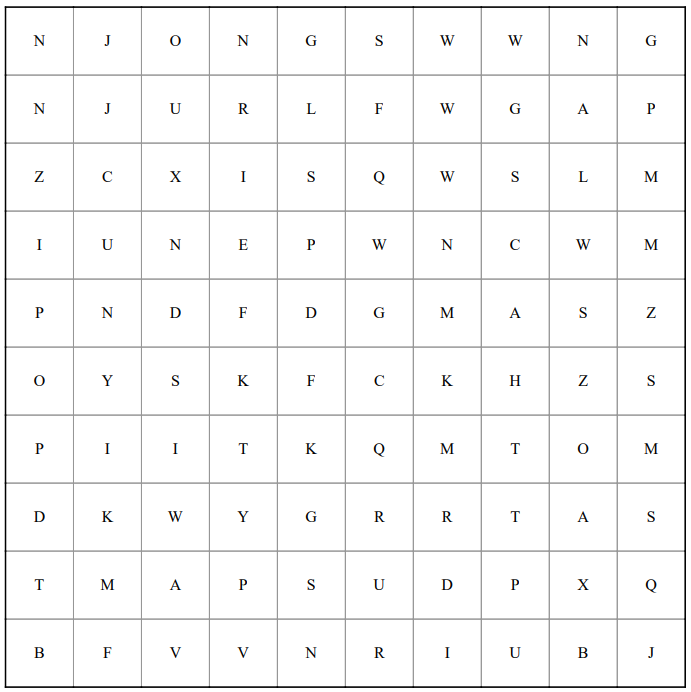 N J O N G S W W N G
N J U R L F W G A P
Z C X I S Q W S L M
I U N E P W N C W M
P N D F D G M A S Z
O Y S K F C K H Z S
P I I T K Q M T O M
D K W Y G R R T A S
T M A P S U D P X Q
B F V V N R I U B J